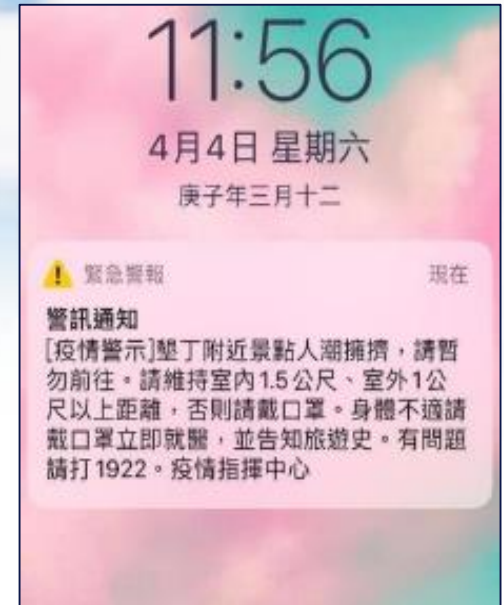 11:56
4月4日 星期六
庚子年三月十二
緊急警報 現在
警訊通知
[疫情警示]墾丁附近景點人潮擁擠，請暫
勿前往。請維持室內1.5公尺、室外1公
尺以上距離，否則請戴口罩。身體不適請
戴口罩立即就醫，並告知旅遊史。有問題
請打1922。疫情指揮中心